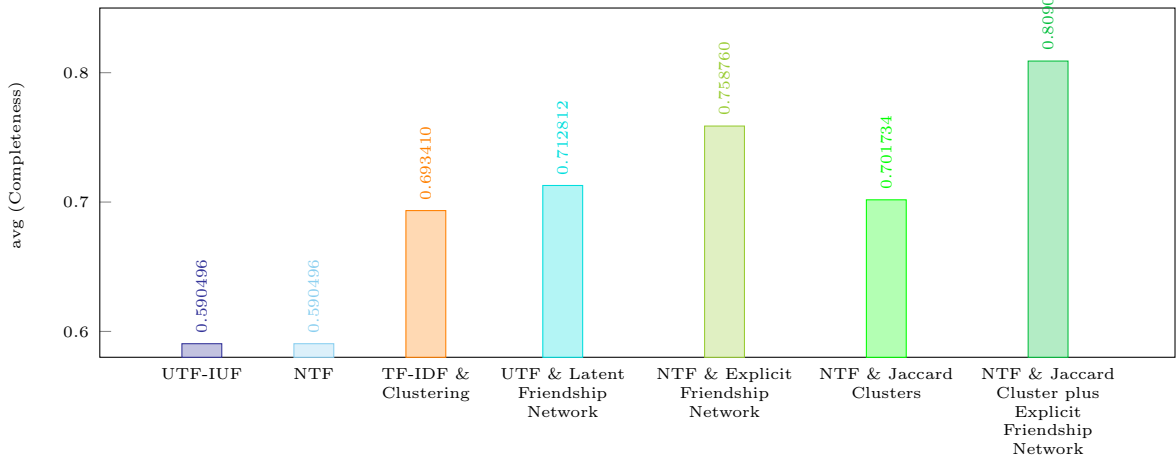 avg (Completeness)
0.8
0.7
0.6
0.590496
0.590496
0.693410
0.712812
0.758760
0.701734
UTF-IUF
NTF
TF-IDF &
Clustering
UTF & Latent
Friendship
Network
NTF & Explicit
Friendship
Network
NTF & Jaccard
Clusters
NTF & Jaccard
Cluster plus
Explicit
Friendship
Network